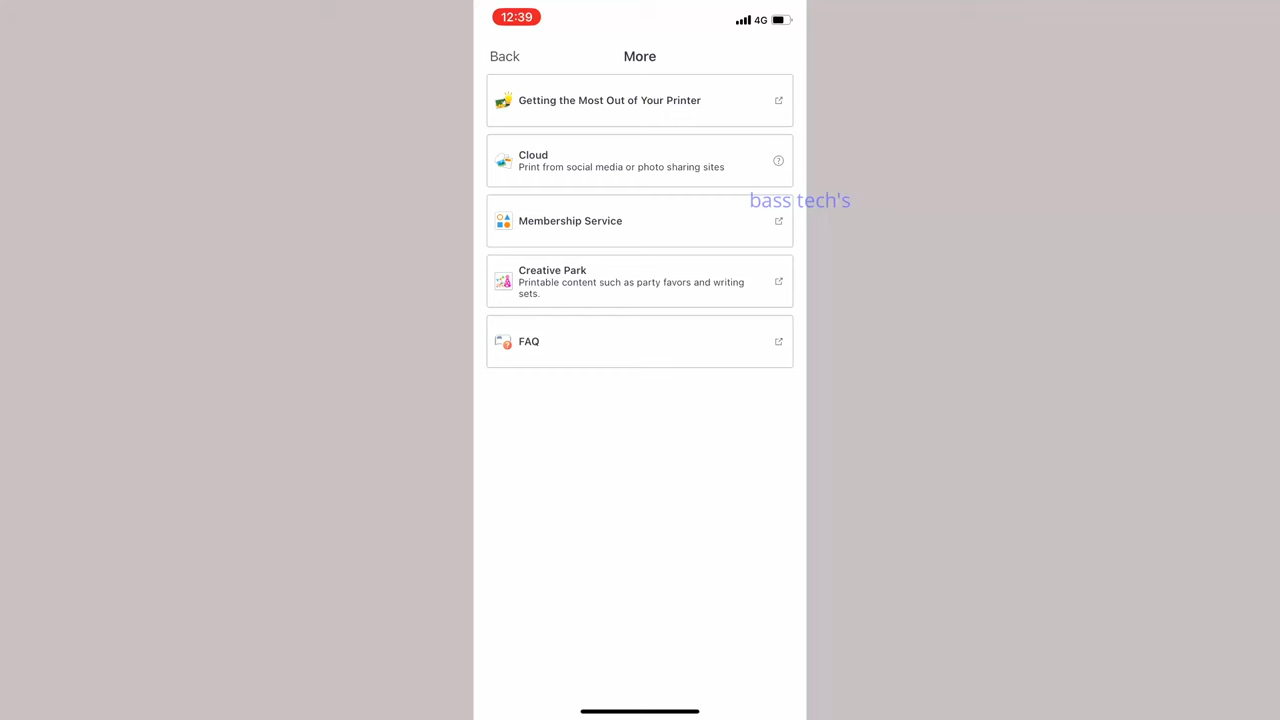 12:39
4G
Back
More
Getting the Most Out of Your Printer
Cloud
Print from social media or photo sharing sites
?
bass tech's
Membership Service
Creative Park
Printable content such as party favors and writing
sets.
?
FAQ